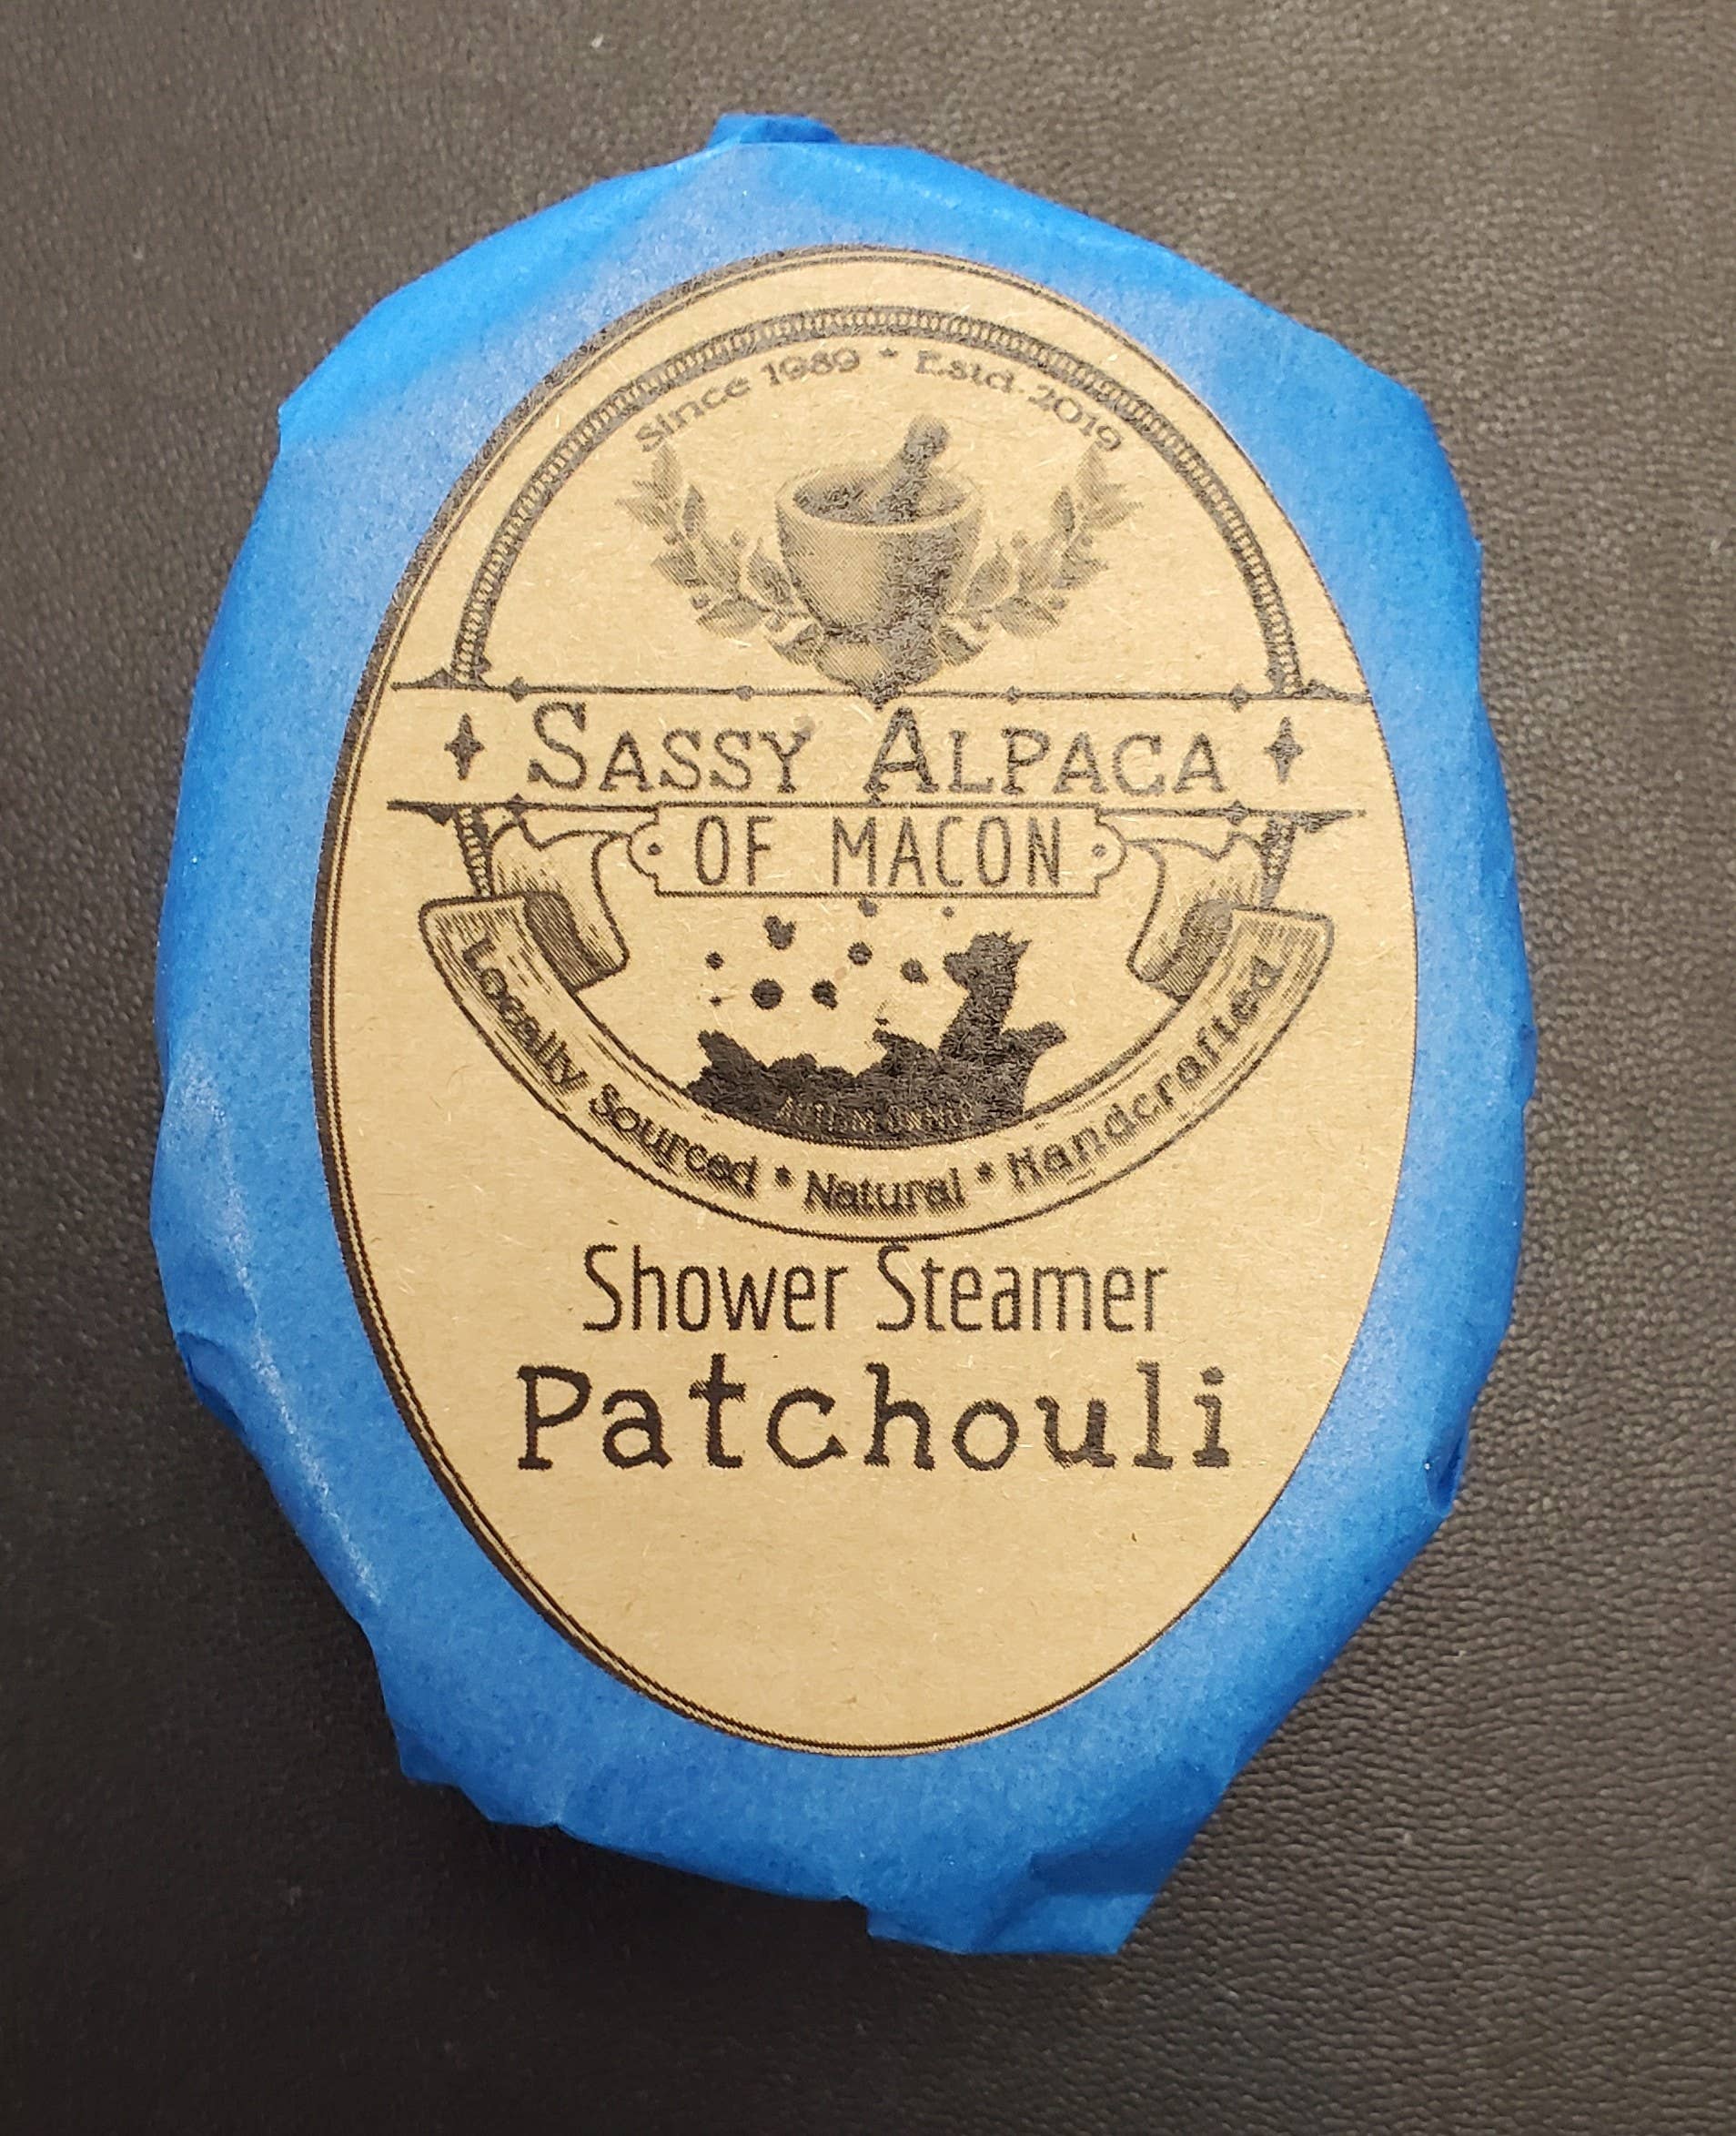 Since 1989 • Estd. 2019
SASSY ALPACA
OF MACON
Locally Sourced • Natural • Handcrafted
Shower Steamer
Patchouli